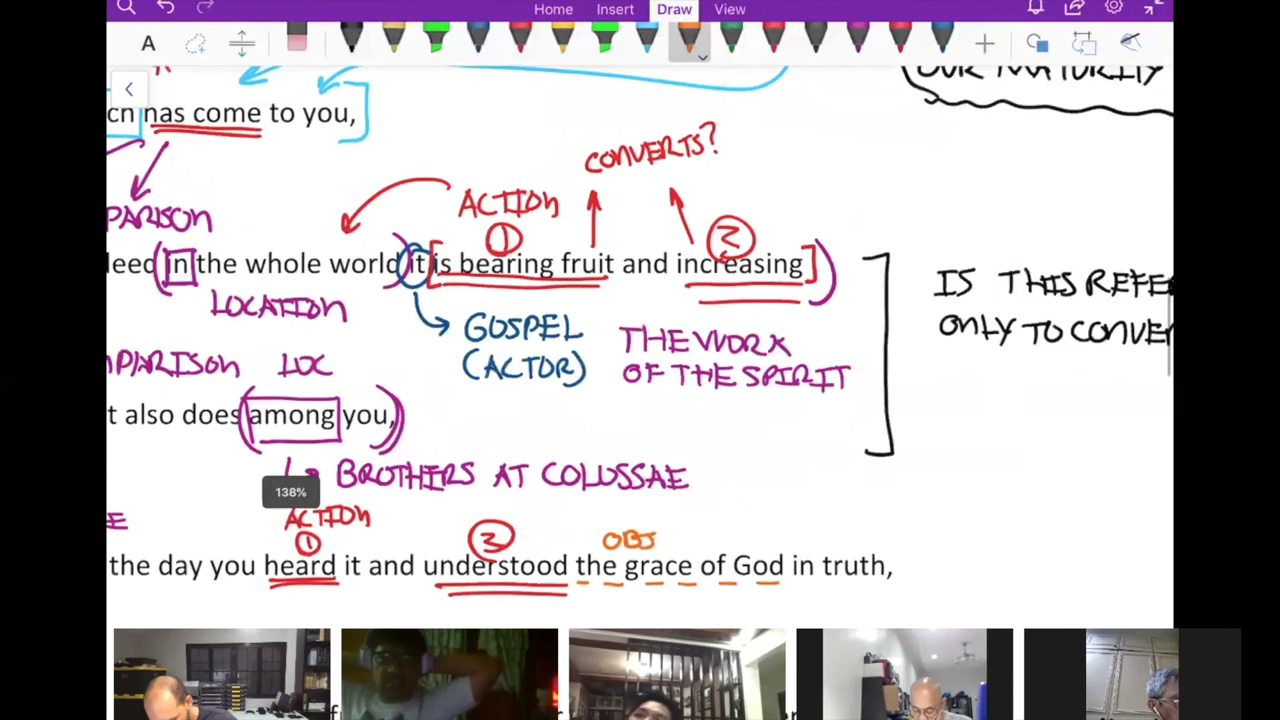 Home Insert Draw View
A
OUR MATURITY
ch has come to you,
CONVERTS?
ACTION
PARISON
1 2
deed in the whole world it is bearing fruit and increasing
IS THIS REFE
LOCATION
GOSPEL THE WORK
ONLY TO CONVER
(ACTOR) OF THE SPIRIT
MPARISON LOC
t also does among you,
BROTHERS AT COLOSSAE
138%
E ACTION
1 2 OBJ
the day you heard it and understood the grace of God in truth,